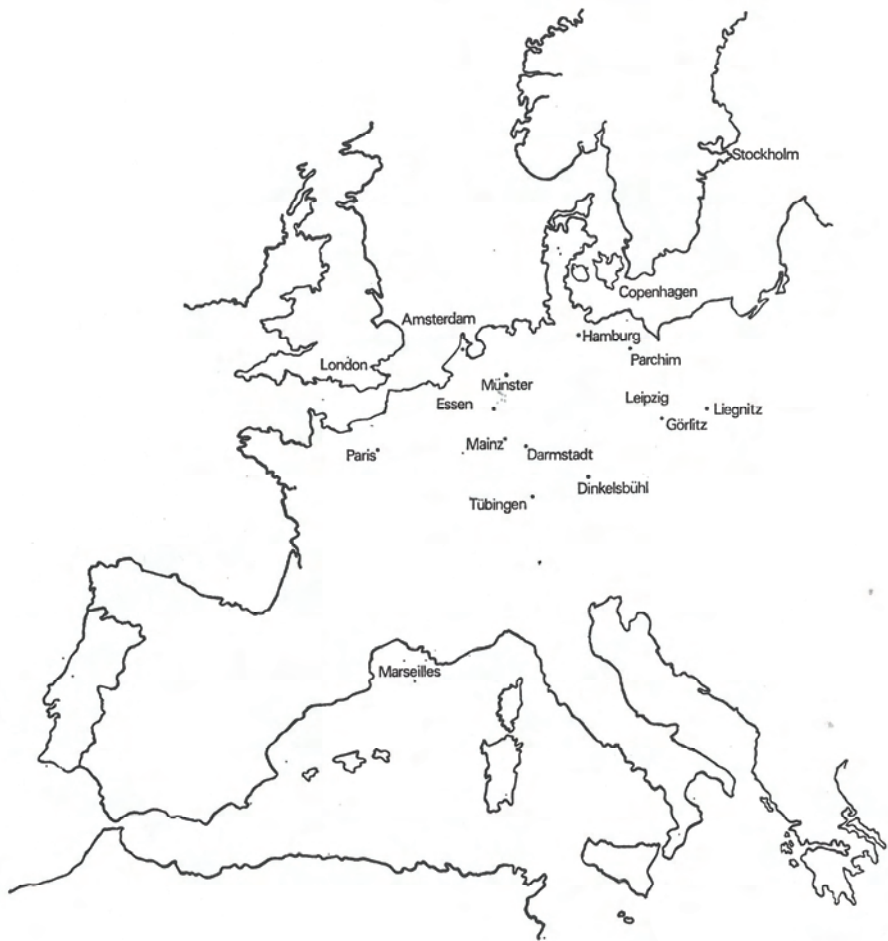 Stockholm
Copenhagen
Amsterdam
Hamburg
Parchim
London
Münster
Leipzig
Essen
Liegnitz
Görlitz
Mainz
Paris
Darmstadt
Dinkelsbühl
Tübingen
Marseilles